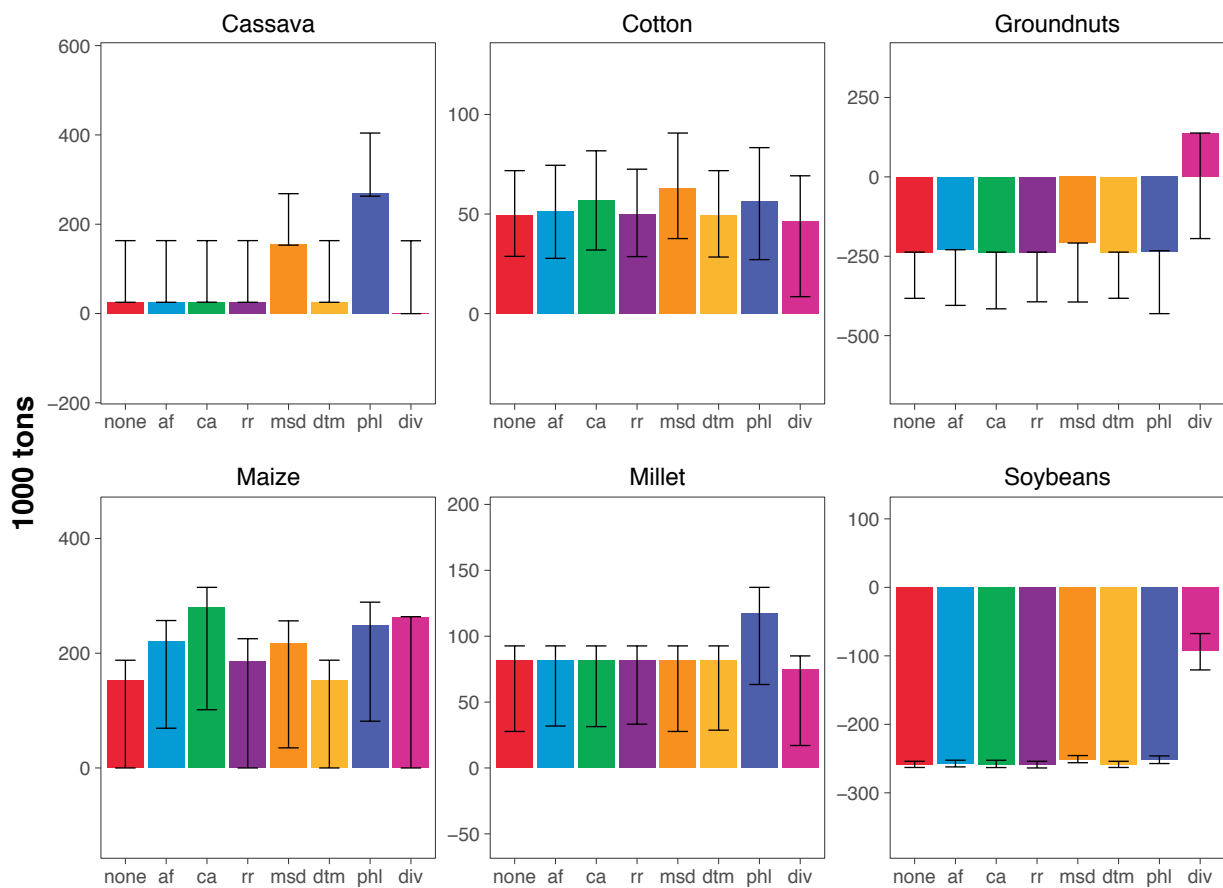 Cassava
600
400
200
0
−200
none af ca rr msd dtm phl div
Cotton
100
50
0
none af ca rr msd dtm phl div
Groundnuts
250
0
−250
−500
none af ca rr msd dtm phl div
1000 tons
Maize
400
200
0
none af ca rr msd dtm phl div
Millet
200
150
100
50
0
−50
none af ca rr msd dtm phl div
Soybeans
100
0
−100
−200
−300
none af ca rr msd dtm phl div